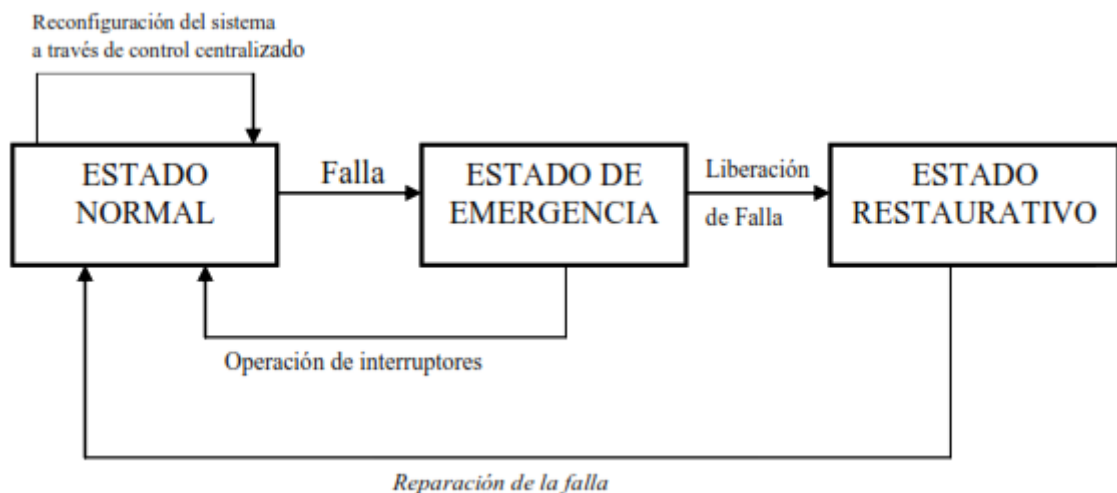 Reconfiguración del sistema
a través de control centralizado
ESTADO
NORMAL
Falla
ESTADO DE
EMERGENCIA
Liberación
de Falla
ESTADO
RESTAURATIVO
Operación de interruptores
Reparación de la falla